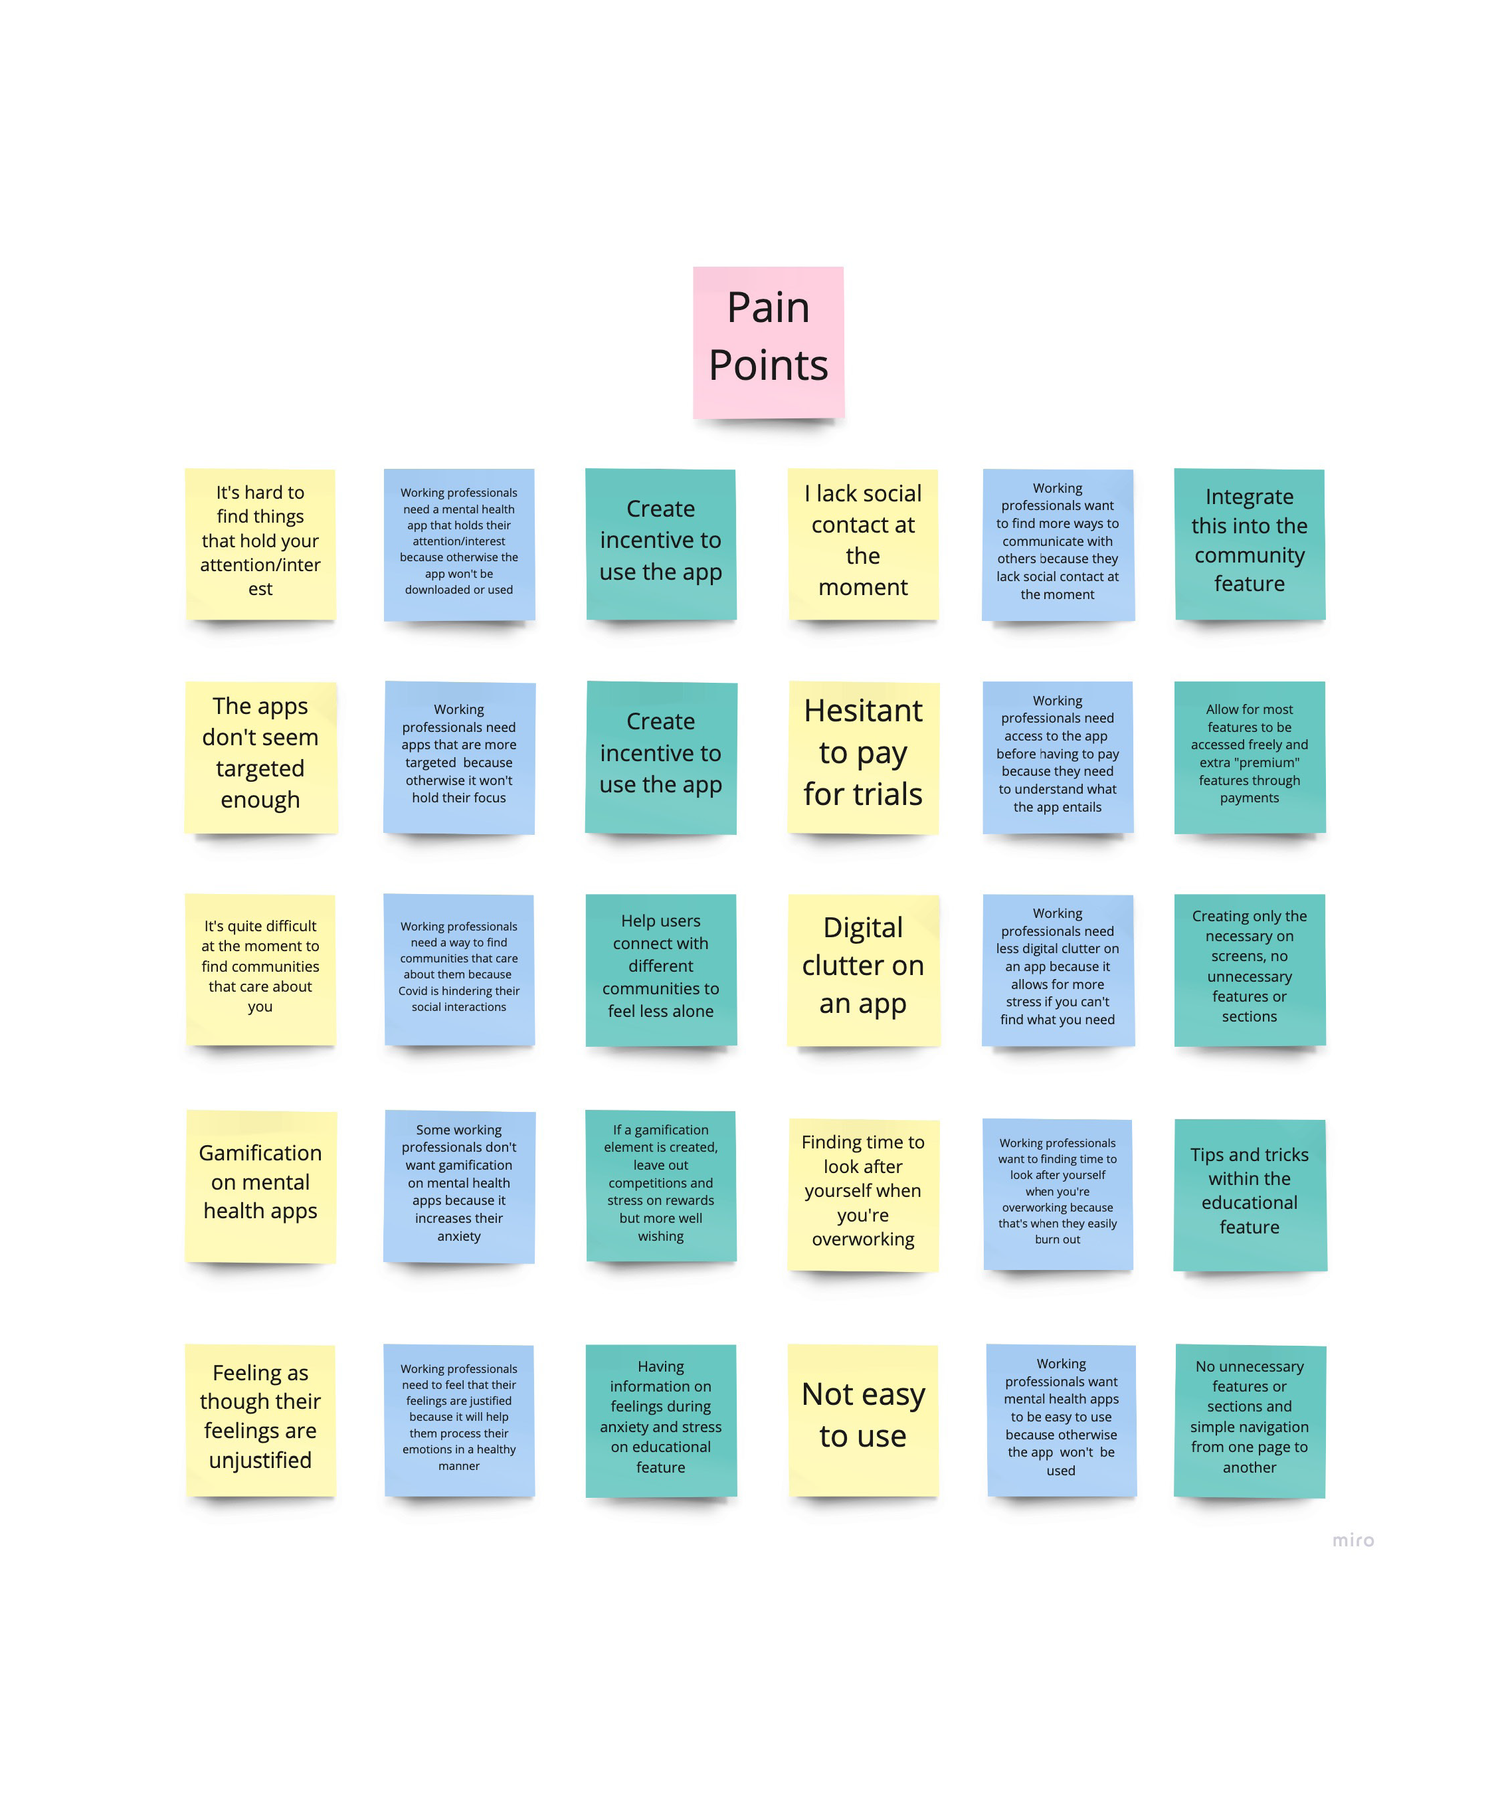 Pain
Points
It's hard to
find things
that hold your
attention/inter
est
Working professionals
need a mental health
app that holds their
attention/interest
because otherwise the
app won't be
downloaded or used
Create
incentive to
use the app
I lack social
contact at
the
moment
Working
professionals want
to find more ways to
communicate with
others because they
lack social contact at
the moment
Integrate
this into the
community
feature
The apps
don't seem
targeted
enough
Working
professionals need
apps that are more
targeted  because
otherwise it won't
hold their focus
Create
incentive to
use the app
Hesitant
to pay
for trials
Working
professionals need
access to the app
before having to pay
because they need
to understand what
the app entails
Allow for most
features to be
accessed freely and
extra "premium"
features through
payments
It's quite difficult
at the moment to
find communities
that care about
you
Working professionals
need a way to find
communities that care
about them because
Covid is hindering their
social interactions
Help users
connect with
different
communities to
feel less alone
Digital
clutter on
an app
Working
professionals need
less digital clutter on
an app because it
allows for more
stress if you can't
find what you need
Creating only the
necessary on
screens, no
unnecessary
features or
sections
Gamification
on mental
health apps
Some working
professionals don't
want gamification
on mental health
apps because it
increases their
anxiety
If a gamification
element is created,
leave out
competitions and
stress on rewards
but more well
wishing
Finding time to
look after
yourself when
you're
overworking
Working professionals
want to finding time to
look after yourself
when you're
overworking because
that's when they easily
burn out
Tips and tricks
within the
educational
feature
Feeling as
though their
feelings are
unjustified
Working professionals
need to feel that their
feelings are justified
because it will help
them process their
emotions in a healthy
manner
Having
information on
feelings during
anxiety and stress
on educational
feature
Not easy
to use
Working
professionals want
mental health apps
to be easy to use
because otherwise
the app  won't  be
used
No unnecessary
features or
sections and
simple navigation
from one page to
another
miro